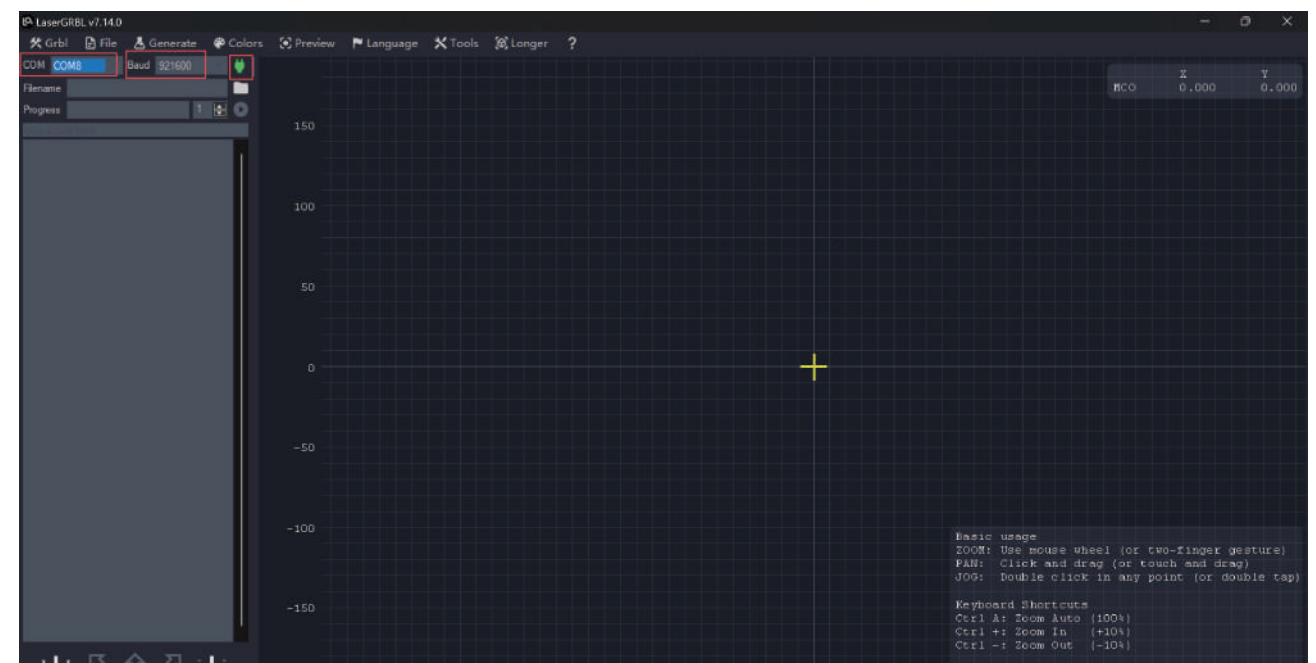 LaserGRBL v7.14.0
Grbl File Generate Colors Preview Language Tools Longer ?
COM COM8 Baud 921600
Filename
Progress 1
X Y
MCO 0.000 0.000
150
100
50
0
-50
-100
-150
Basic usage
ZOOM: Use mouse wheel (or two-finger gesture)
PAN: Click and drag (or touch and drag)
JOG: Double click in any point (or double tap)
Keyboard Shortcuts
Ctrl A: Zoom Auto (100%)
Ctrl +: Zoom In (+10%)
Ctrl -: Zoom Out (-10%)